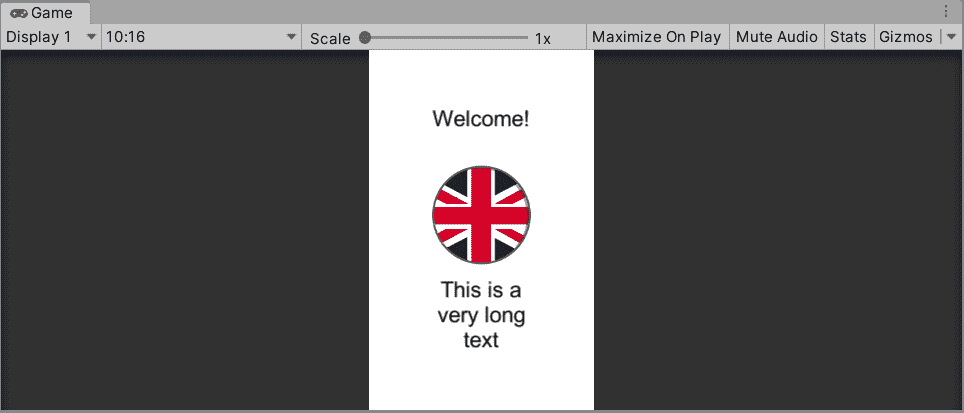 Game
Display 1 10:16 Scale 1x Maximize On Play Mute Audio Stats Gizmos
Welcome!
This is a
very long
text